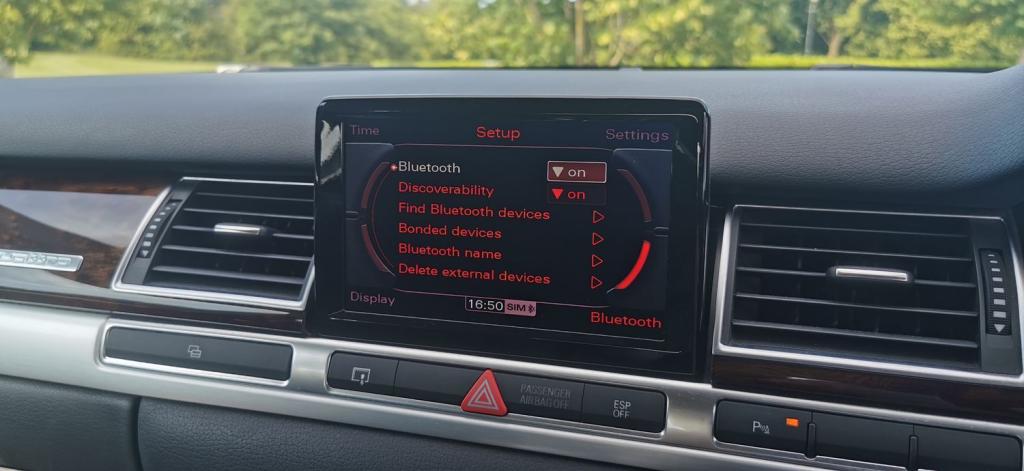 Time Setup Settings
Bluetooth on
Discoverability on
Find Bluetooth devices
Bonded devices
Bluetooth name
Delete external devices
Display 16:50 SIM Bluetooth
PASSENGER
AIRBAG OFF
ESP
OFF
P